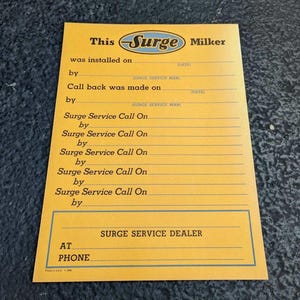 This Surge Milker
was installed on
(DATE)
by
(SURGE SERVICE MAN)
Call back was made on
(DATE)
by
(SURGE SERVICE MAN)
Surge Service Call On
by
Surge Service Call On
by
Surge Service Call On
by
Surge Service Call On
by
Surge Service Call On
by
SURGE SERVICE DEALER
AT
PHONE